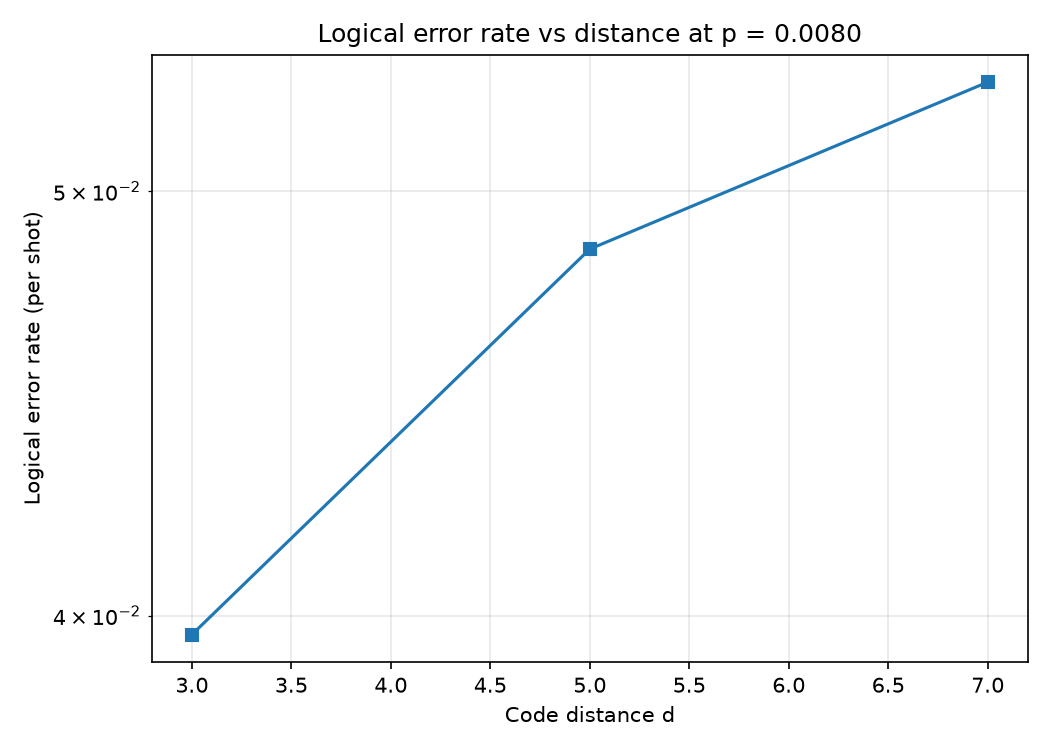 Logical error rate vs distance at p = 0.0080
Logical error rate (per shot)
5 × 10⁻²
4 × 10⁻²
3.0 3.5 4.0 4.5 5.0 5.5 6.0 6.5 7.0
Code distance d